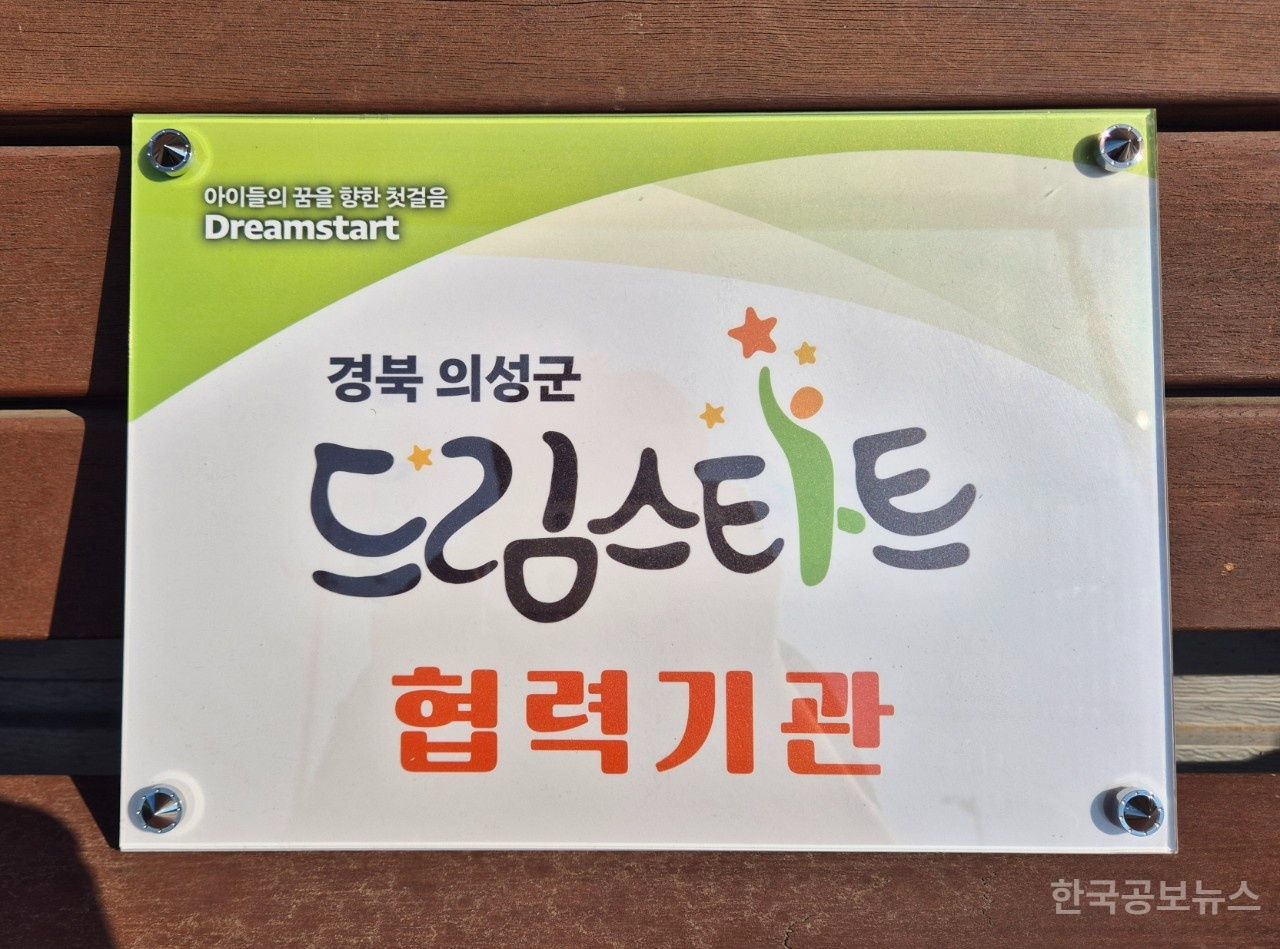 아이들의 꿈을 향한 첫걸음
Dreamstart
경북 의성군
드림스타트
협력기관
한국공보뉴스